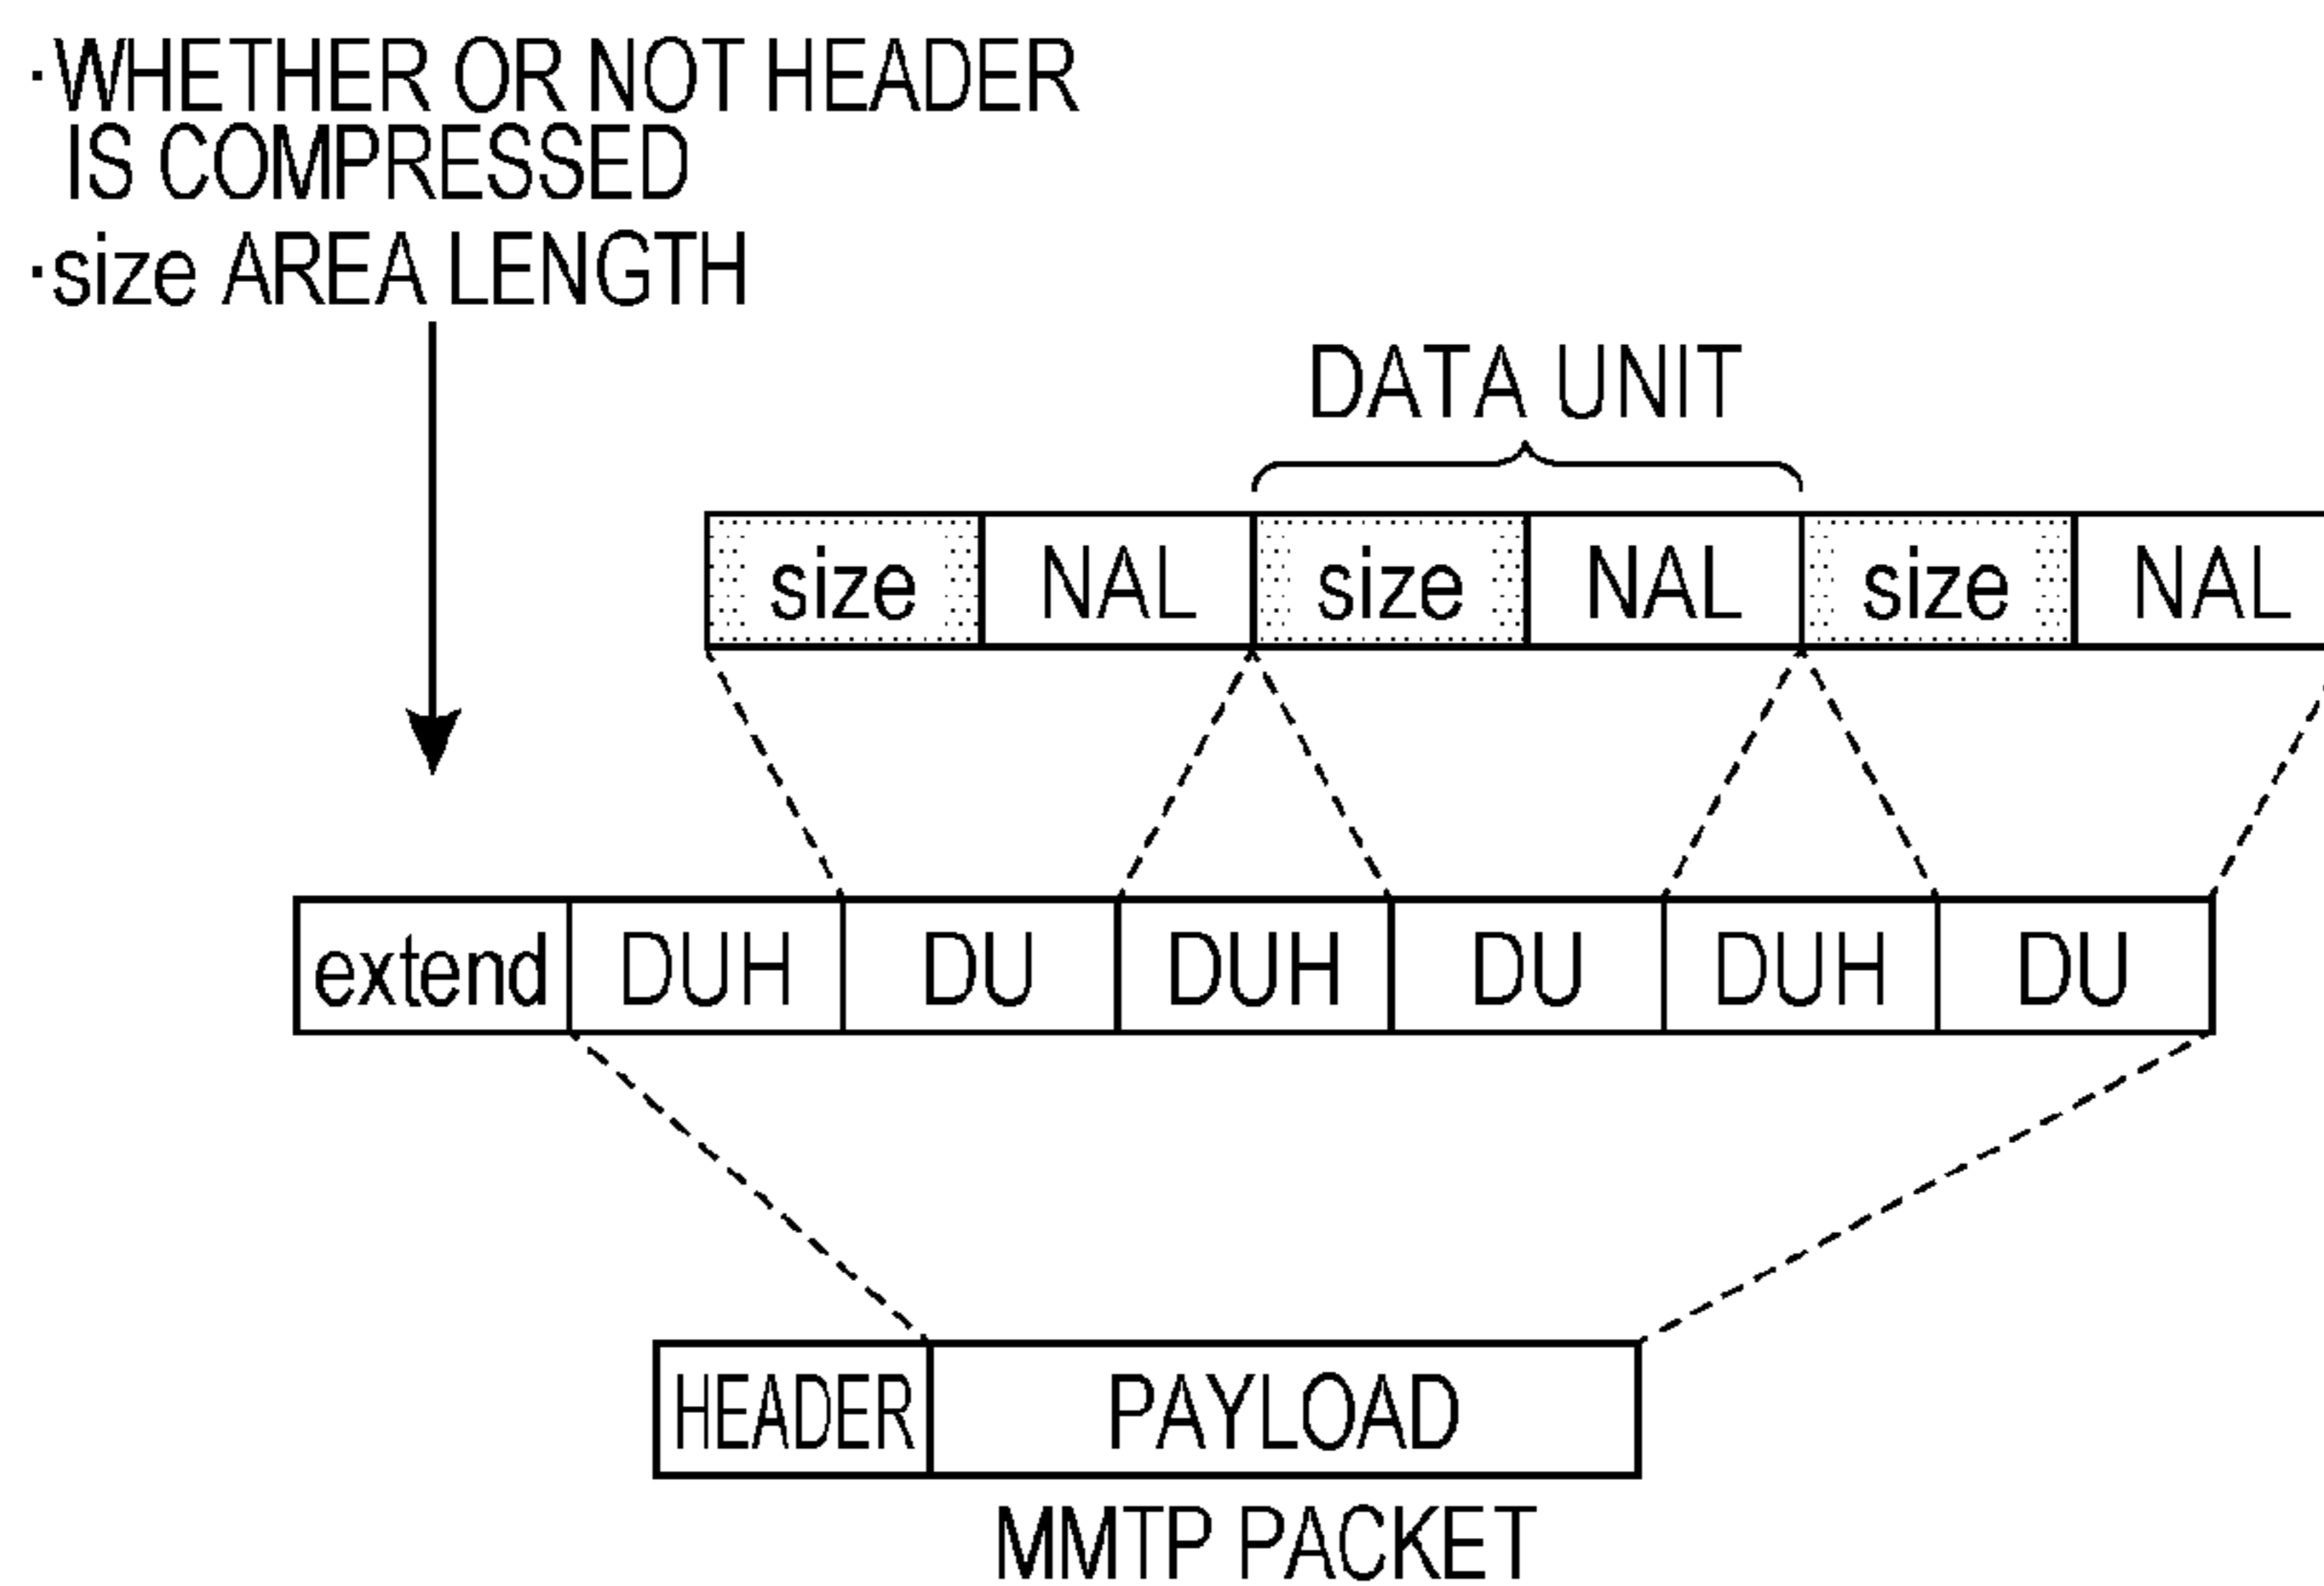 ·WHETHER OR NOT HEADER
IS COMPRESSED
·size AREA LENGTH
DATA UNIT
size NAL size NAL size NAL
extend DUH DU DUH DU DUH DU
HEADER PAYLOAD
MMTP PACKET